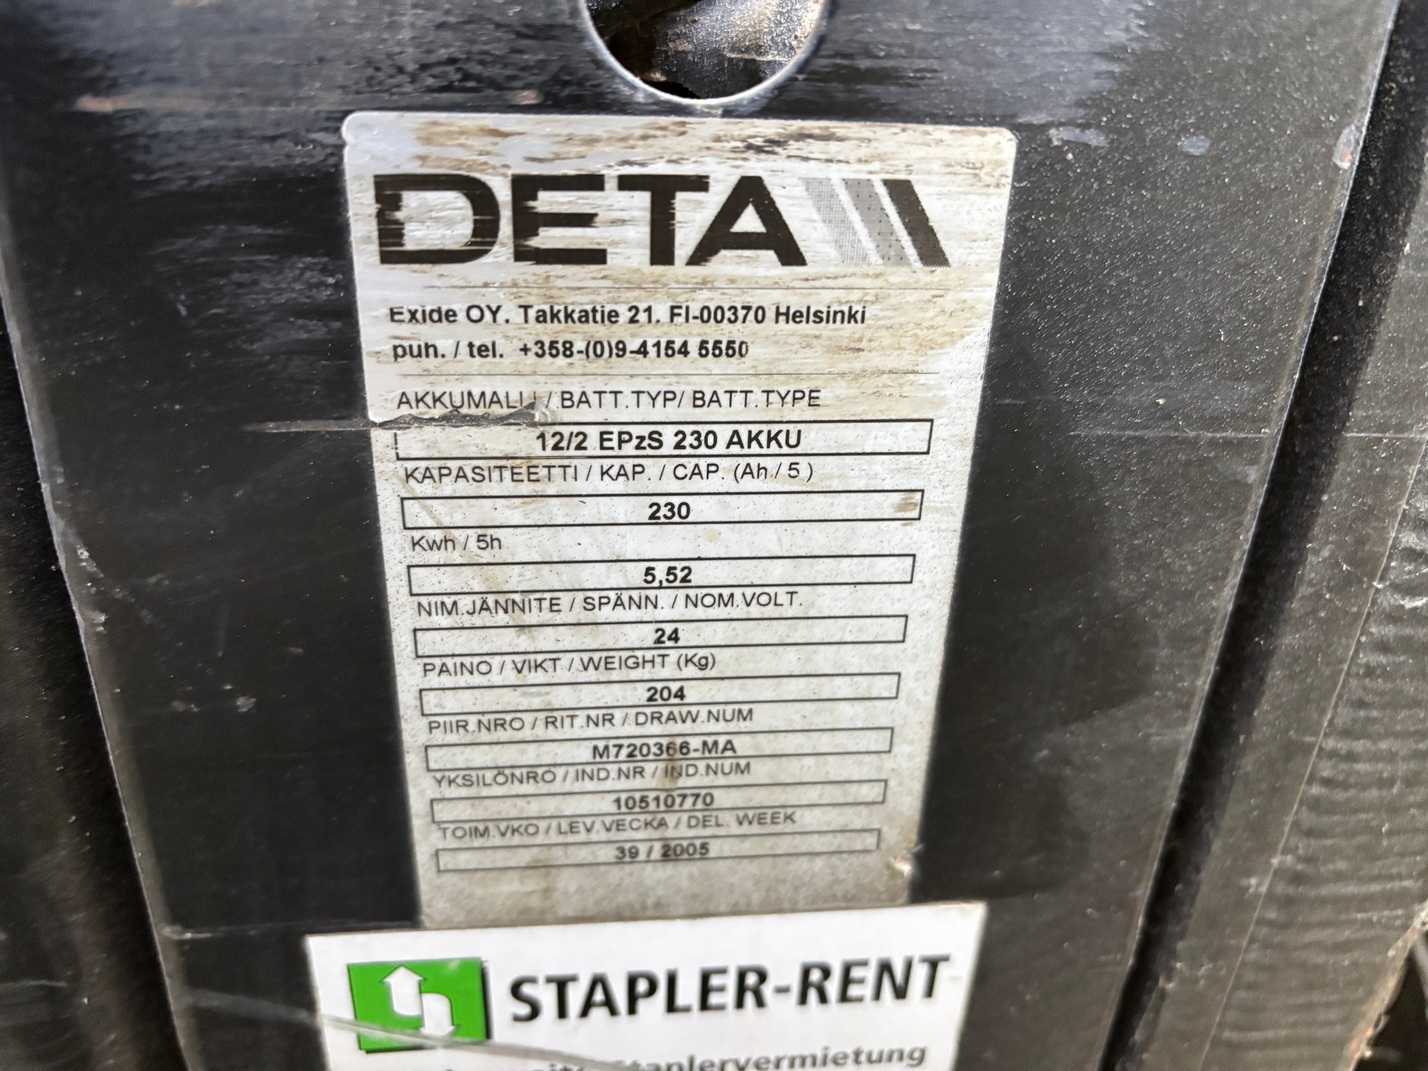 DETA
Exide OY. Takkatie 21. FI-00370 Helsinki
puh. / tel. +358-(0)9-4154 5550
AKKUMALLI / BATT.TYP/ BATT.TYPE
12/2 EPzS 230 AKKU
KAPASITEETTI / KAP. / CAP. (Ah / 5 )
230
Kwh / 5h
5,52
NIM.JÄNNITE / SPÄNN. / NOM.VOLT.
24
PAINO / VIKT / WEIGHT (Kg)
204
PIIR.NRO / RIT.NR / DRAW.NUM
M720366-MA
YKSILÖNRO / IND.NR / IND.NUM
10510770
TOIM.VKO / LEV.VECKA / DEL. WEEK
39 / 2005
STAPLER-RENT
Staplervermietung